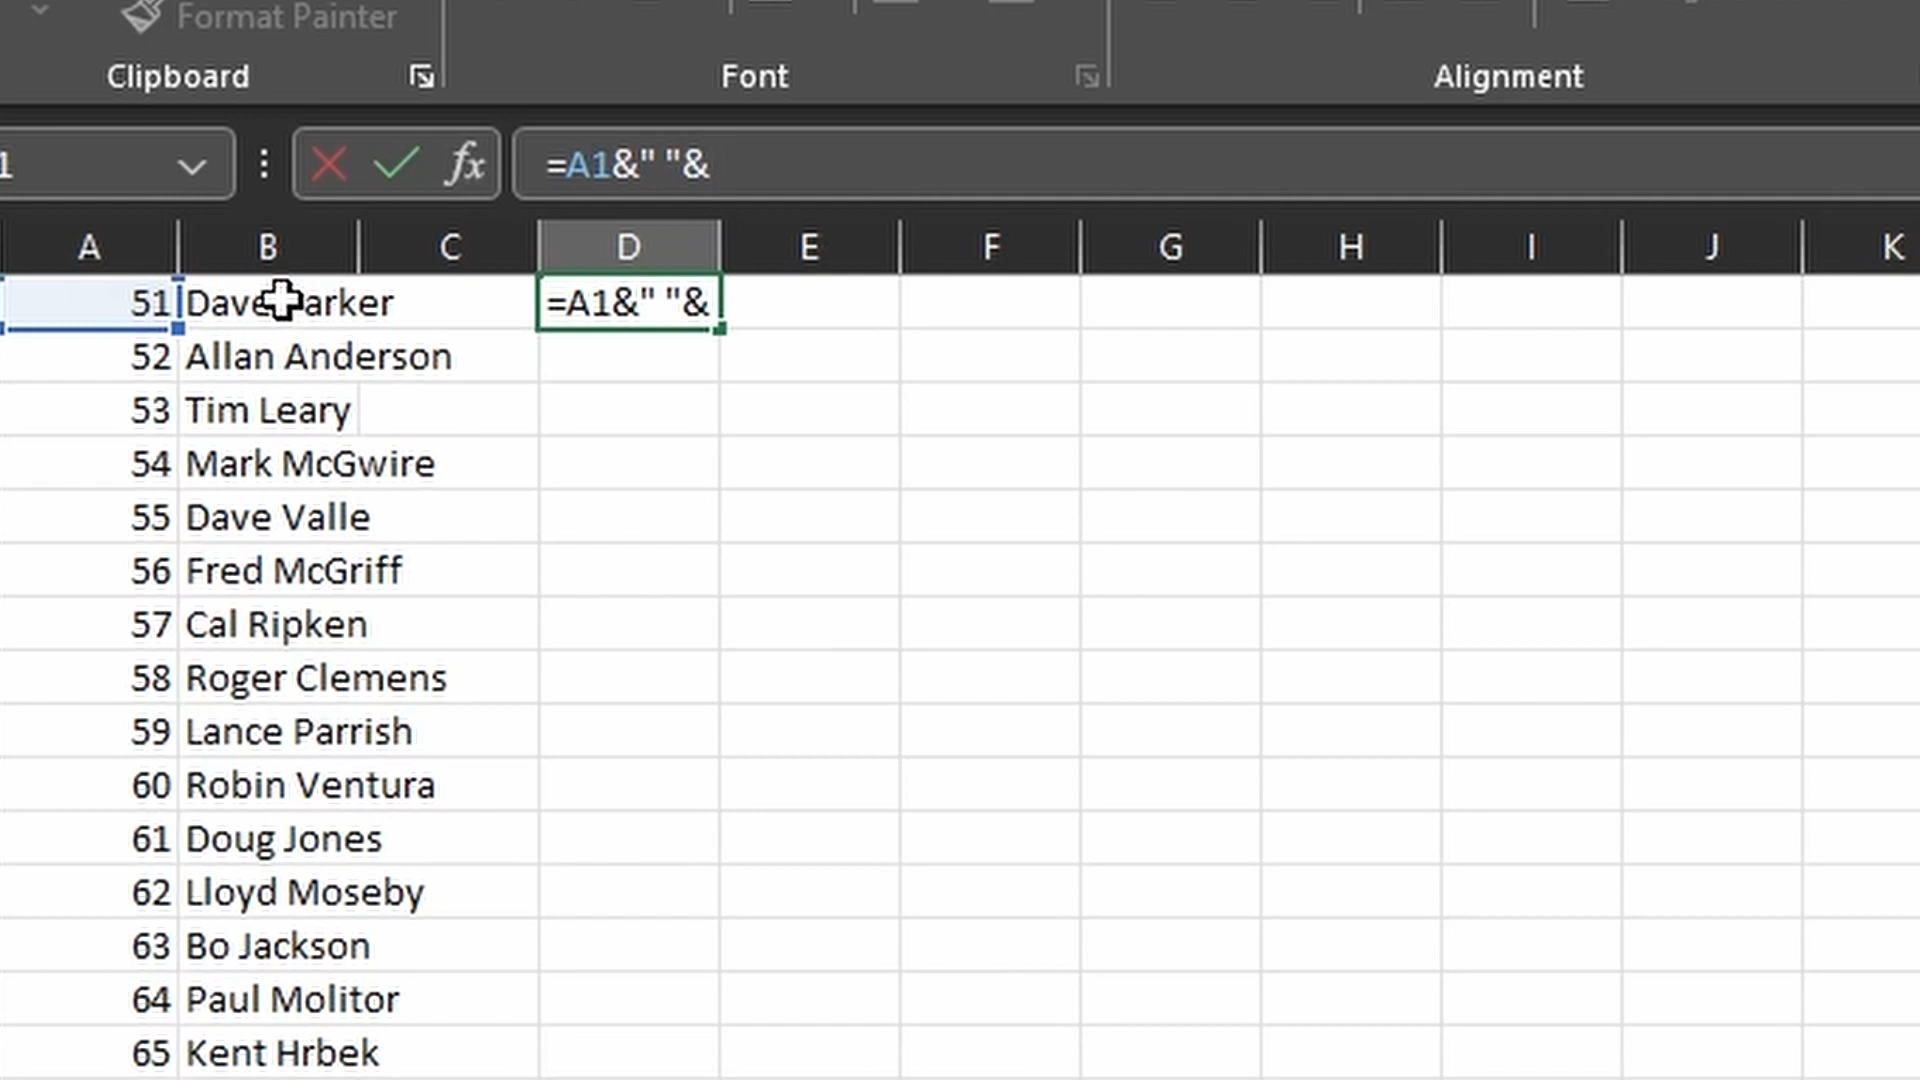 Format Painter
Clipboard Font Alignment
1 fx =A1&" "&
A B C D E F G H I J K
51 Dave Parker =A1&" "&
52 Allan Anderson
53 Tim Leary
54 Mark McGwire
55 Dave Valle
56 Fred McGriff
57 Cal Ripken
58 Roger Clemens
59 Lance Parrish
60 Robin Ventura
61 Doug Jones
62 Lloyd Moseby
63 Bo Jackson
64 Paul Molitor
65 Kent Hrbek